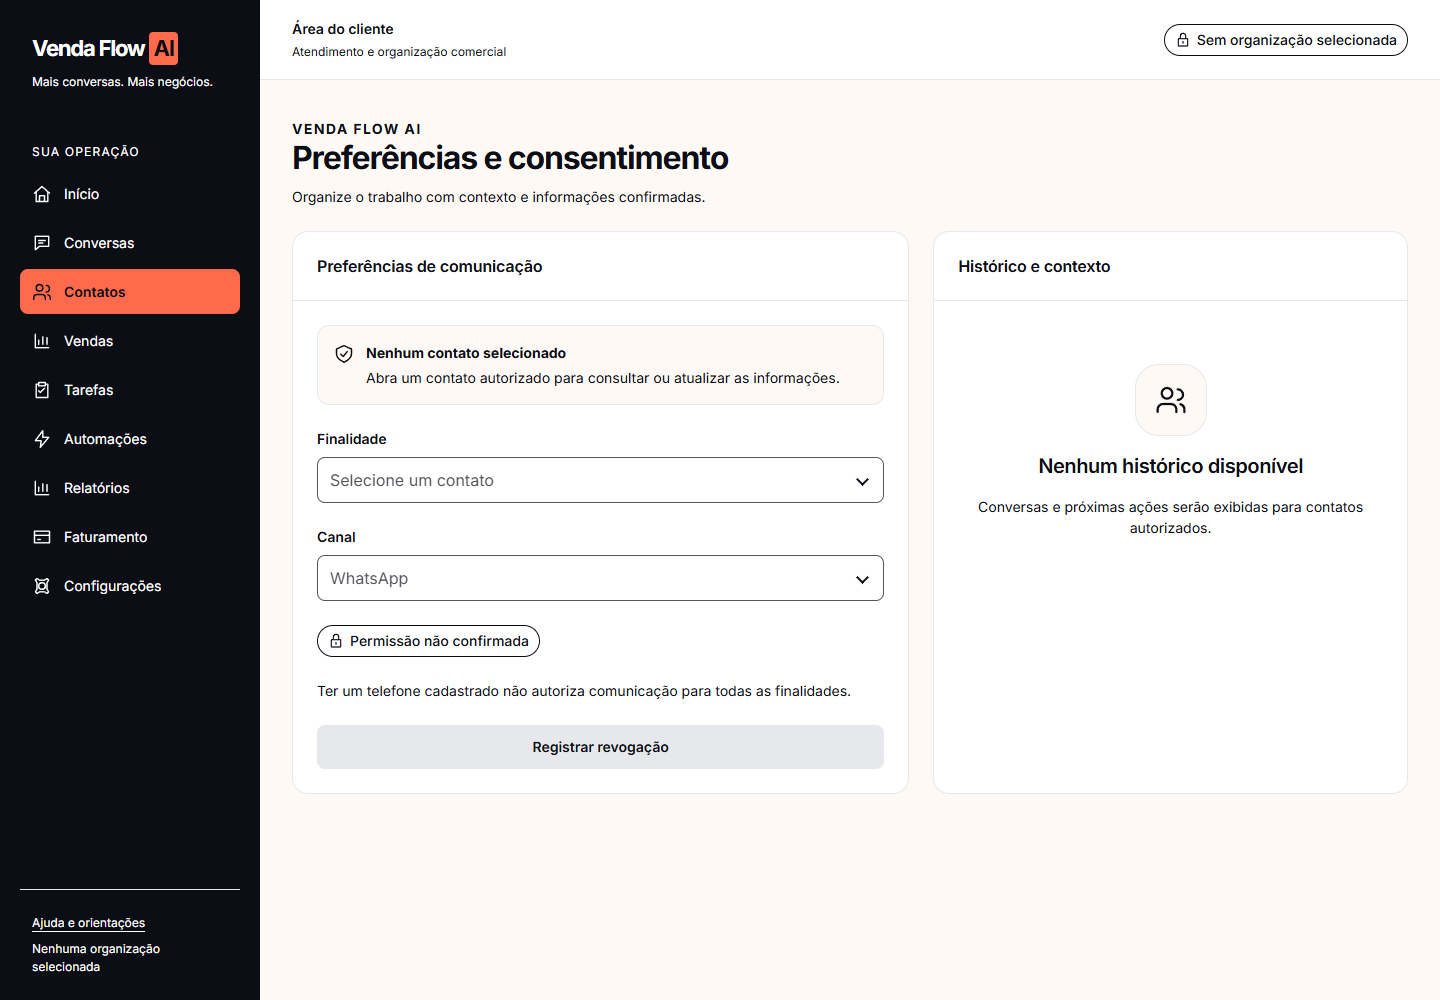 Venda Flow AI
Mais conversas. Mais negócios.
SUA OPERAÇÃO
Início
Conversas
Contatos
Vendas
Tarefas
Automações
Relatórios
Faturamento
Configurações
Ajuda e orientações
Nenhuma organização
selecionada
Área do cliente
Atendimento e organização comercial
Sem organização selecionada
VENDA FLOW AI
Preferências e consentimento
Organize o trabalho com contexto e informações confirmadas.
Preferências de comunicação
Nenhum contato selecionado
Abra um contato autorizado para consultar ou atualizar as informações.
Finalidade
Selecione um contato
Canal
WhatsApp
Permissão não confirmada
Ter um telefone cadastrado não autoriza comunicação para todas as finalidades.
Registrar revogação
Histórico e contexto
Nenhum histórico disponível
Conversas e próximas ações serão exibidas para contatos
autorizados.